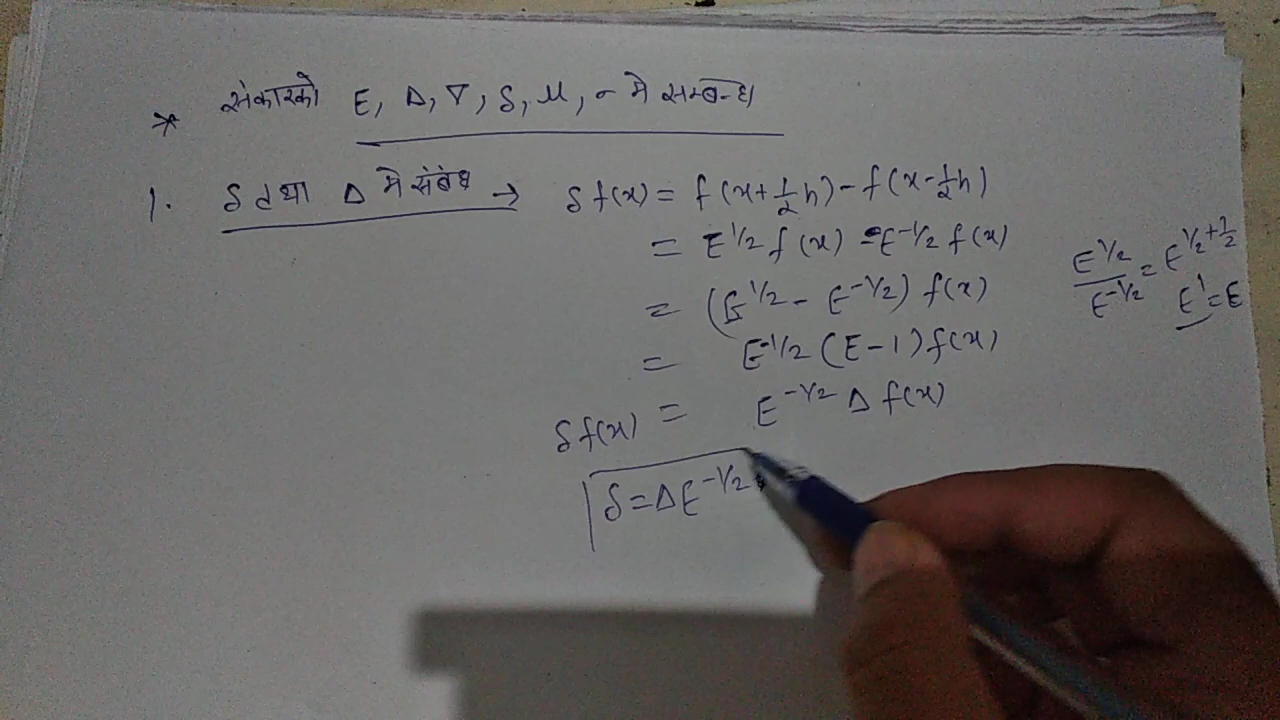 * संकारको E, Δ, ∇, δ, μ, σ मे सम्बन्ध
1. δ तथा Δ मे संबंध → δ f(x) = f(x+½h) - f(x-½h)
= E^1/2 f(x) - E^-1/2 f(x)
= (E^1/2 - E^-1/2) f(x)
= E^-1/2 (E-1) f(x)
δ f(x) = E^-1/2 Δ f(x)
δ = Δ E^-1/2
E^1/2 / E^-1/2 = E^1/2+1/2
E^1 = E